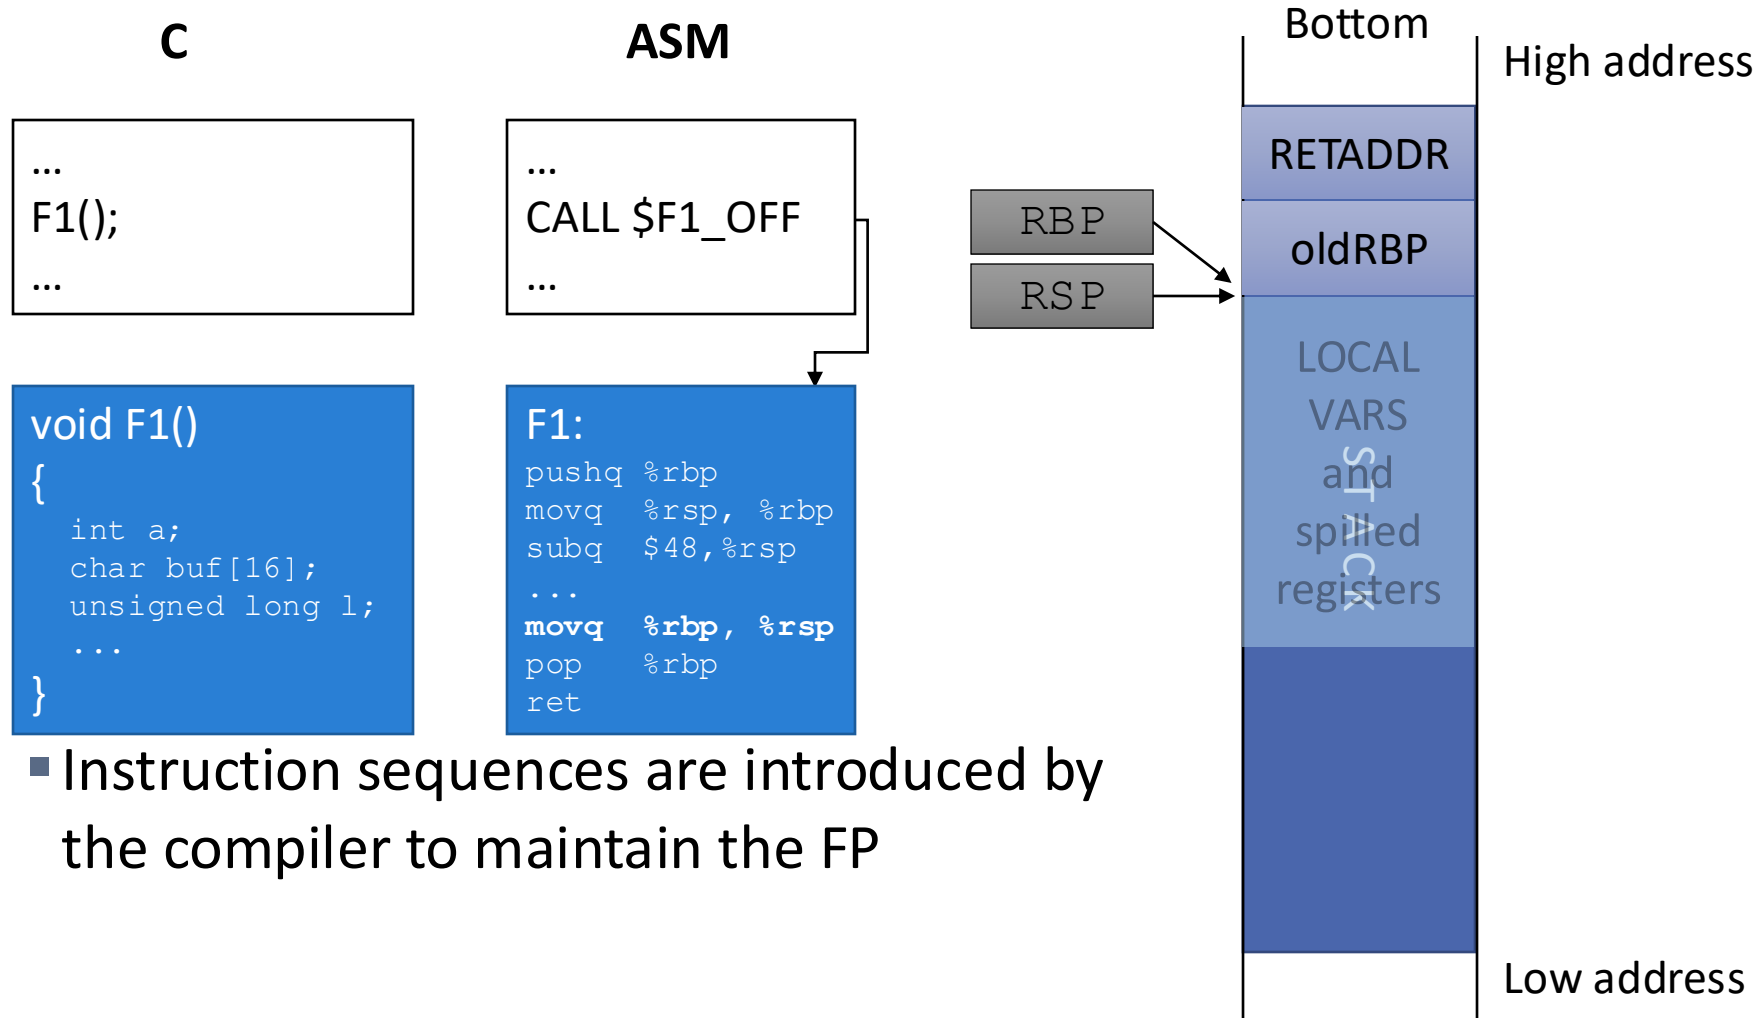 C
…
F1();
…
void F1()
{
int a;
char buf[16];
unsigned long l;
...
}
ASM
…
CALL $F1_OFF
…
F1:
pushq %rbp
movq %rsp, %rbp
subq $48,%rsp
...
movq %rbp, %rsp
pop %rbp
ret
Instruction sequences are introduced by
the compiler to maintain the FP
RBP
RSP
Bottom
High address
RETADDR
oldRBP
LOCAL
VARS
and
spilled
registers
STACK
Low address